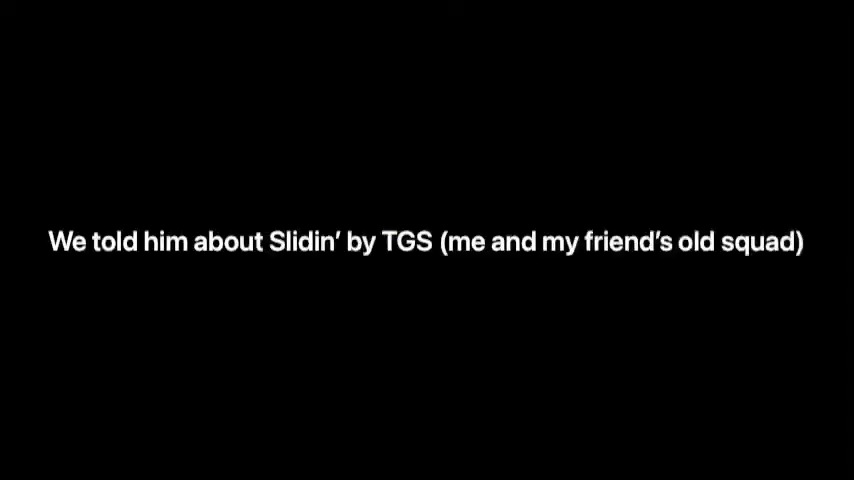 We told him about Slidin’ by TGS (me and my friend’s old squad)